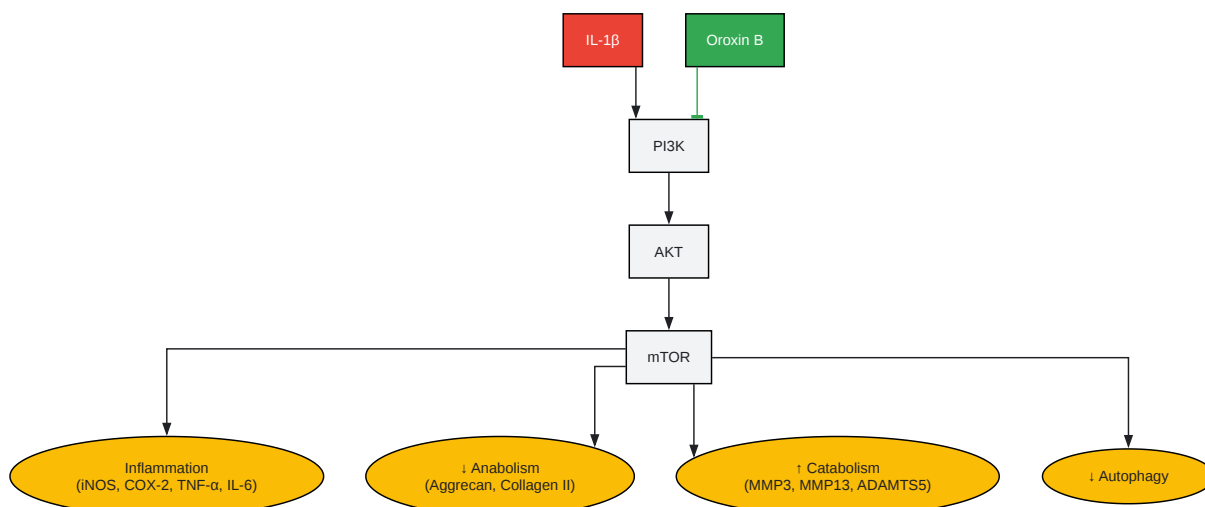 IL-1β
Oroxin B
PI3K
AKT
mTOR
Inflammation
(iNOS, COX-2, TNF-α, IL-6)
↓ Anabolism
(Aggrecan, Collagen II)
↑ Catabolism
(MMP3, MMP13, ADAMTS5)
↓ Autophagy